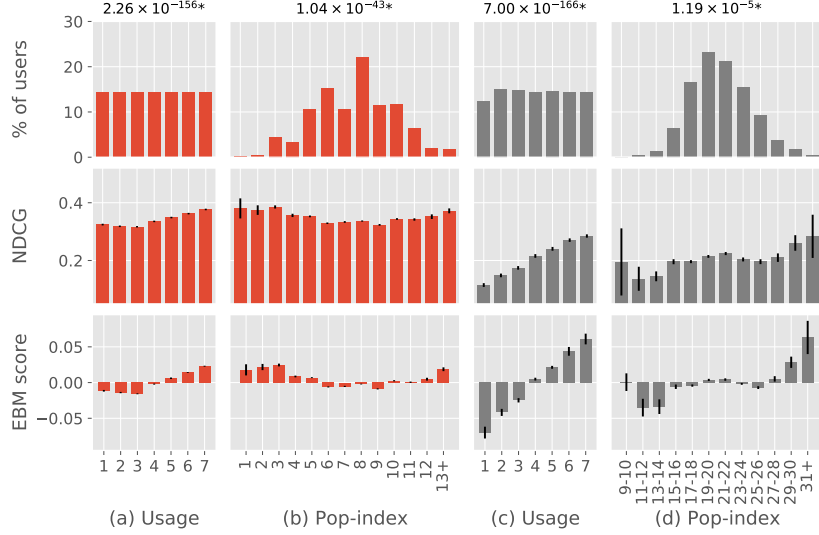 2.26 × 10⁻¹⁵⁶* 1.04 × 10⁻⁴³* 7.00 × 10⁻¹⁶⁶* 1.19 × 10⁻⁵*
% of users
30
20
10
0
NDCG
0.4
0.2
EBM score
0.05
0.00
−0.05
1 2 3 4 5 6 7
1 2 3 4 5 6 7 8 9 10 11 12 13+
1 2 3 4 5 6 7
9-10 11-12 13-14 15-16 17-18 19-20 21-22 23-24 25-26 27-28 29-30 31+
(a) Usage (b) Pop-index (c) Usage (d) Pop-index